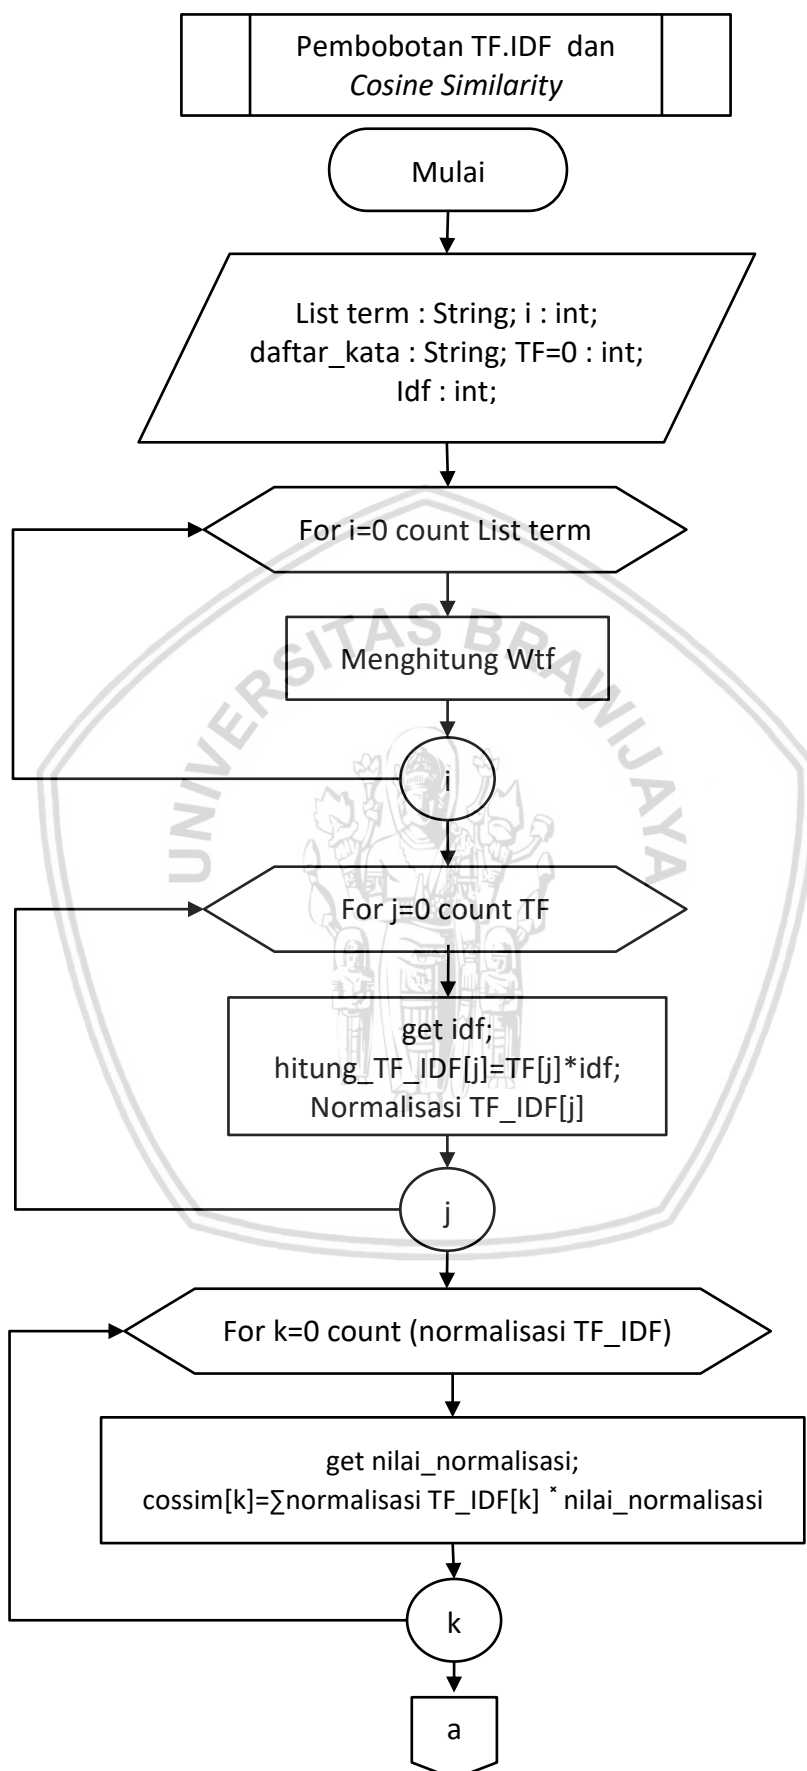 Pembobotan TF.IDF dan
Cosine Similarity
Mulai
List term : String; i : int;
daftar_kata : String; TF=0 : int;
Idf : int;
For i=0 count List term
UNIVERSITAS BRAWIJAYA
Menghitung Wtf
i
For j=0 count TF
get idf;
hitung_TF_IDF[j]=TF[j]*idf;
Normalisasi TF_IDF[j]
j
For k=0 count (normalisasi TF_IDF)
get nilai_normalisasi;
cossim[k]=∑normalisasi TF_IDF[k] * nilai_normalisasi
k
a